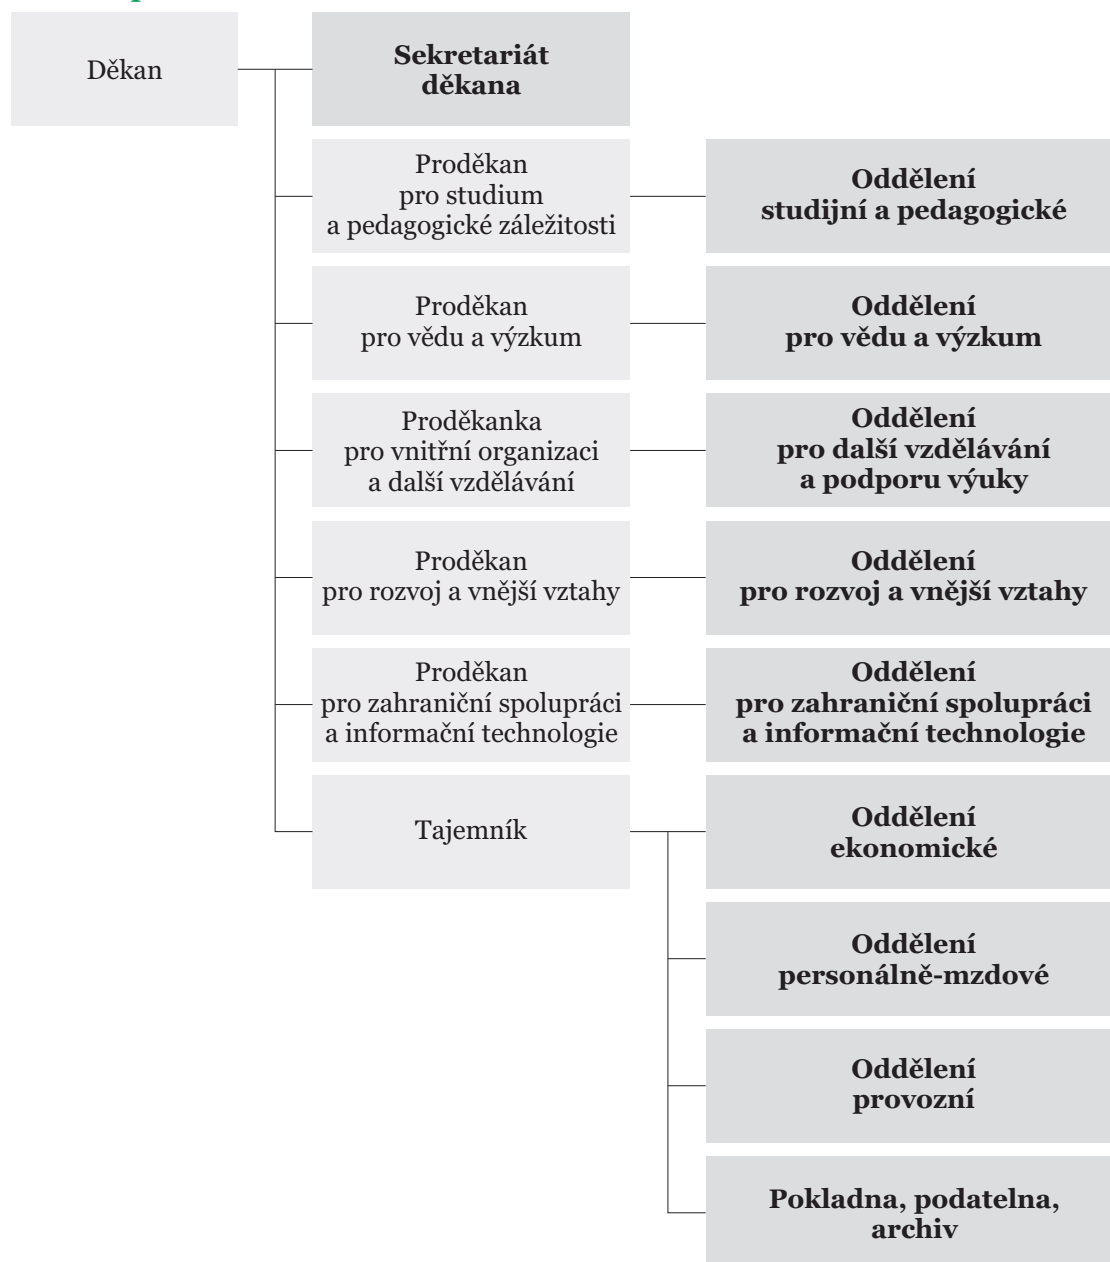 Děkan
Sekretariát
děkana
Proděkan
pro studium
a pedagogické záležitosti
Oddělení
studijní a pedagogické
Proděkan
pro vědu a výzkum
Oddělení
pro vědu a výzkum
Proděkanka
pro vnitřní organizaci
a další vzdělávání
Oddělení
pro další vzdělávání
a podporu výuky
Proděkan
pro rozvoj a vnější vztahy
Oddělení
pro rozvoj a vnější vztahy
Proděkan
pro zahraniční spolupráci
a informační technologie
Oddělení
pro zahraniční spolupráci
a informační technologie
Tajemník
Oddělení
ekonomické
Oddělení
personálně-mzdové
Oddělení
provozní
Pokladna, podatelna,
archiv